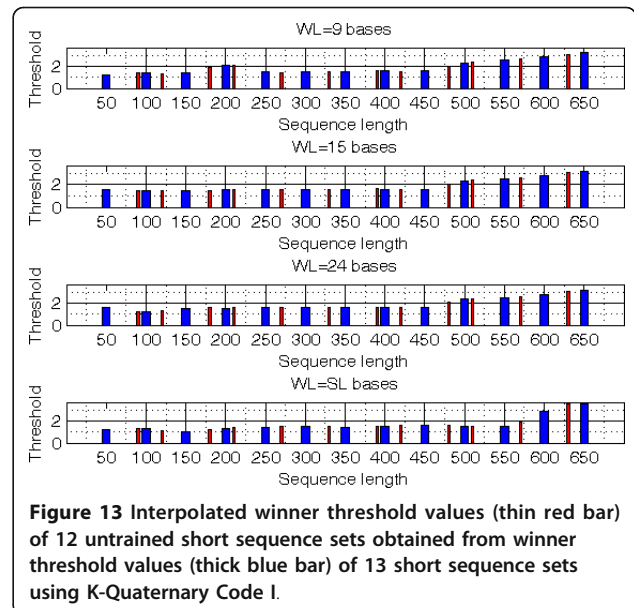 WL=9 bases
Threshold
2
0
50 100 150 200 250 300 350 400 450 500 550 600 650
Sequence length
WL=15 bases
Threshold
2
0
50 100 150 200 250 300 350 400 450 500 550 600 650
Sequence length
WL=24 bases
Threshold
2
0
50 100 150 200 250 300 350 400 450 500 550 600 650
Sequence length
WL=SL bases
Threshold
2
0
50 100 150 200 250 300 350 400 450 500 550 600 650
Sequence length
Figure 13 Interpolated winner threshold values (thin red bar)
of 12 untrained short sequence sets obtained from winner
threshold values (thick blue bar) of 13 short sequence sets
using K-Quaternary Code I.